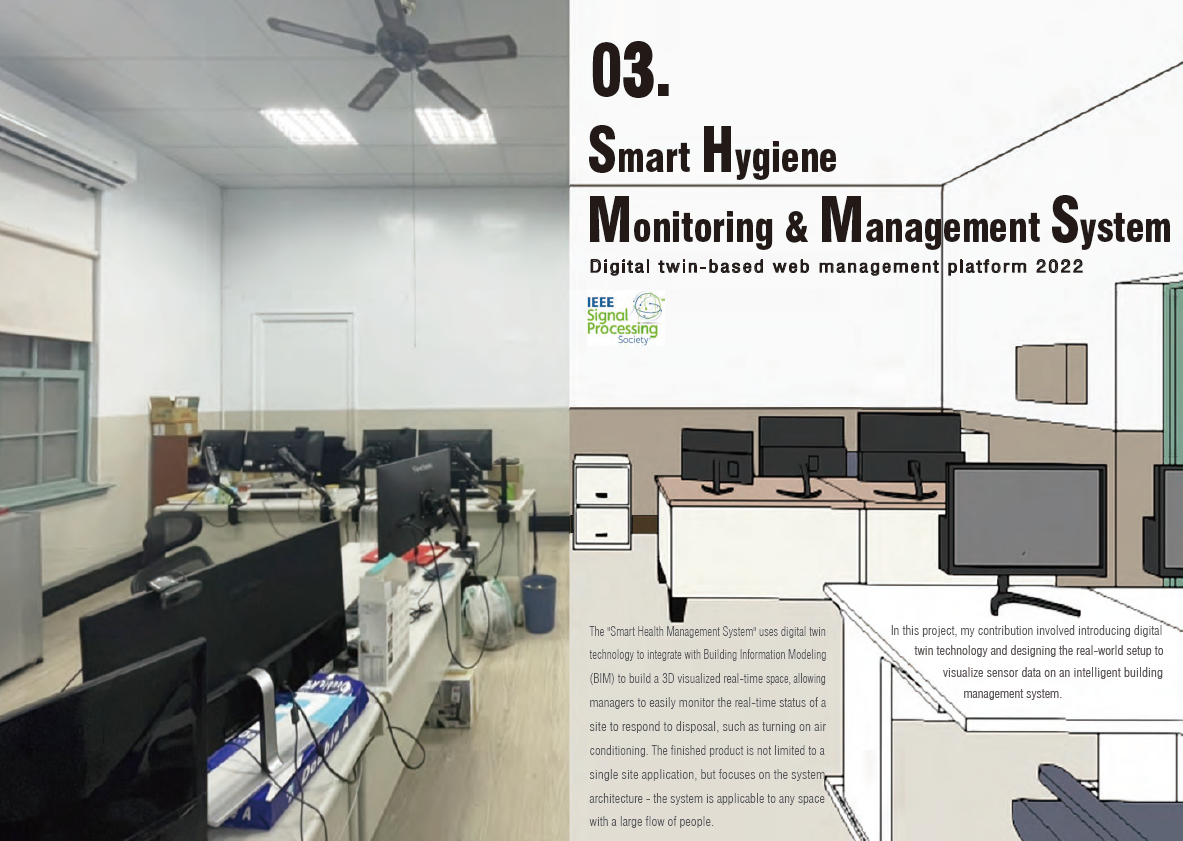 03.
Smart Hygiene
Monitoring & Management System
Digital twin-based web management platform 2022
IEEE
Signal
Processing
Society
The "Smart Health Management System" uses digital twin
technology to integrate with Building Information Modeling
(BIM) to build a 3D visualized real-time space, allowing
managers to easily monitor the real-time status of a
site to respond to disposal, such as turning on air
conditioning. The finished product is not limited to a
single site application, but focuses on the system
architecture - the system is applicable to any space
with a large flow of people.
In this project, my contribution involved introducing digital
twin technology and designing the real-world setup to
visualize sensor data on an intelligent building
management system.